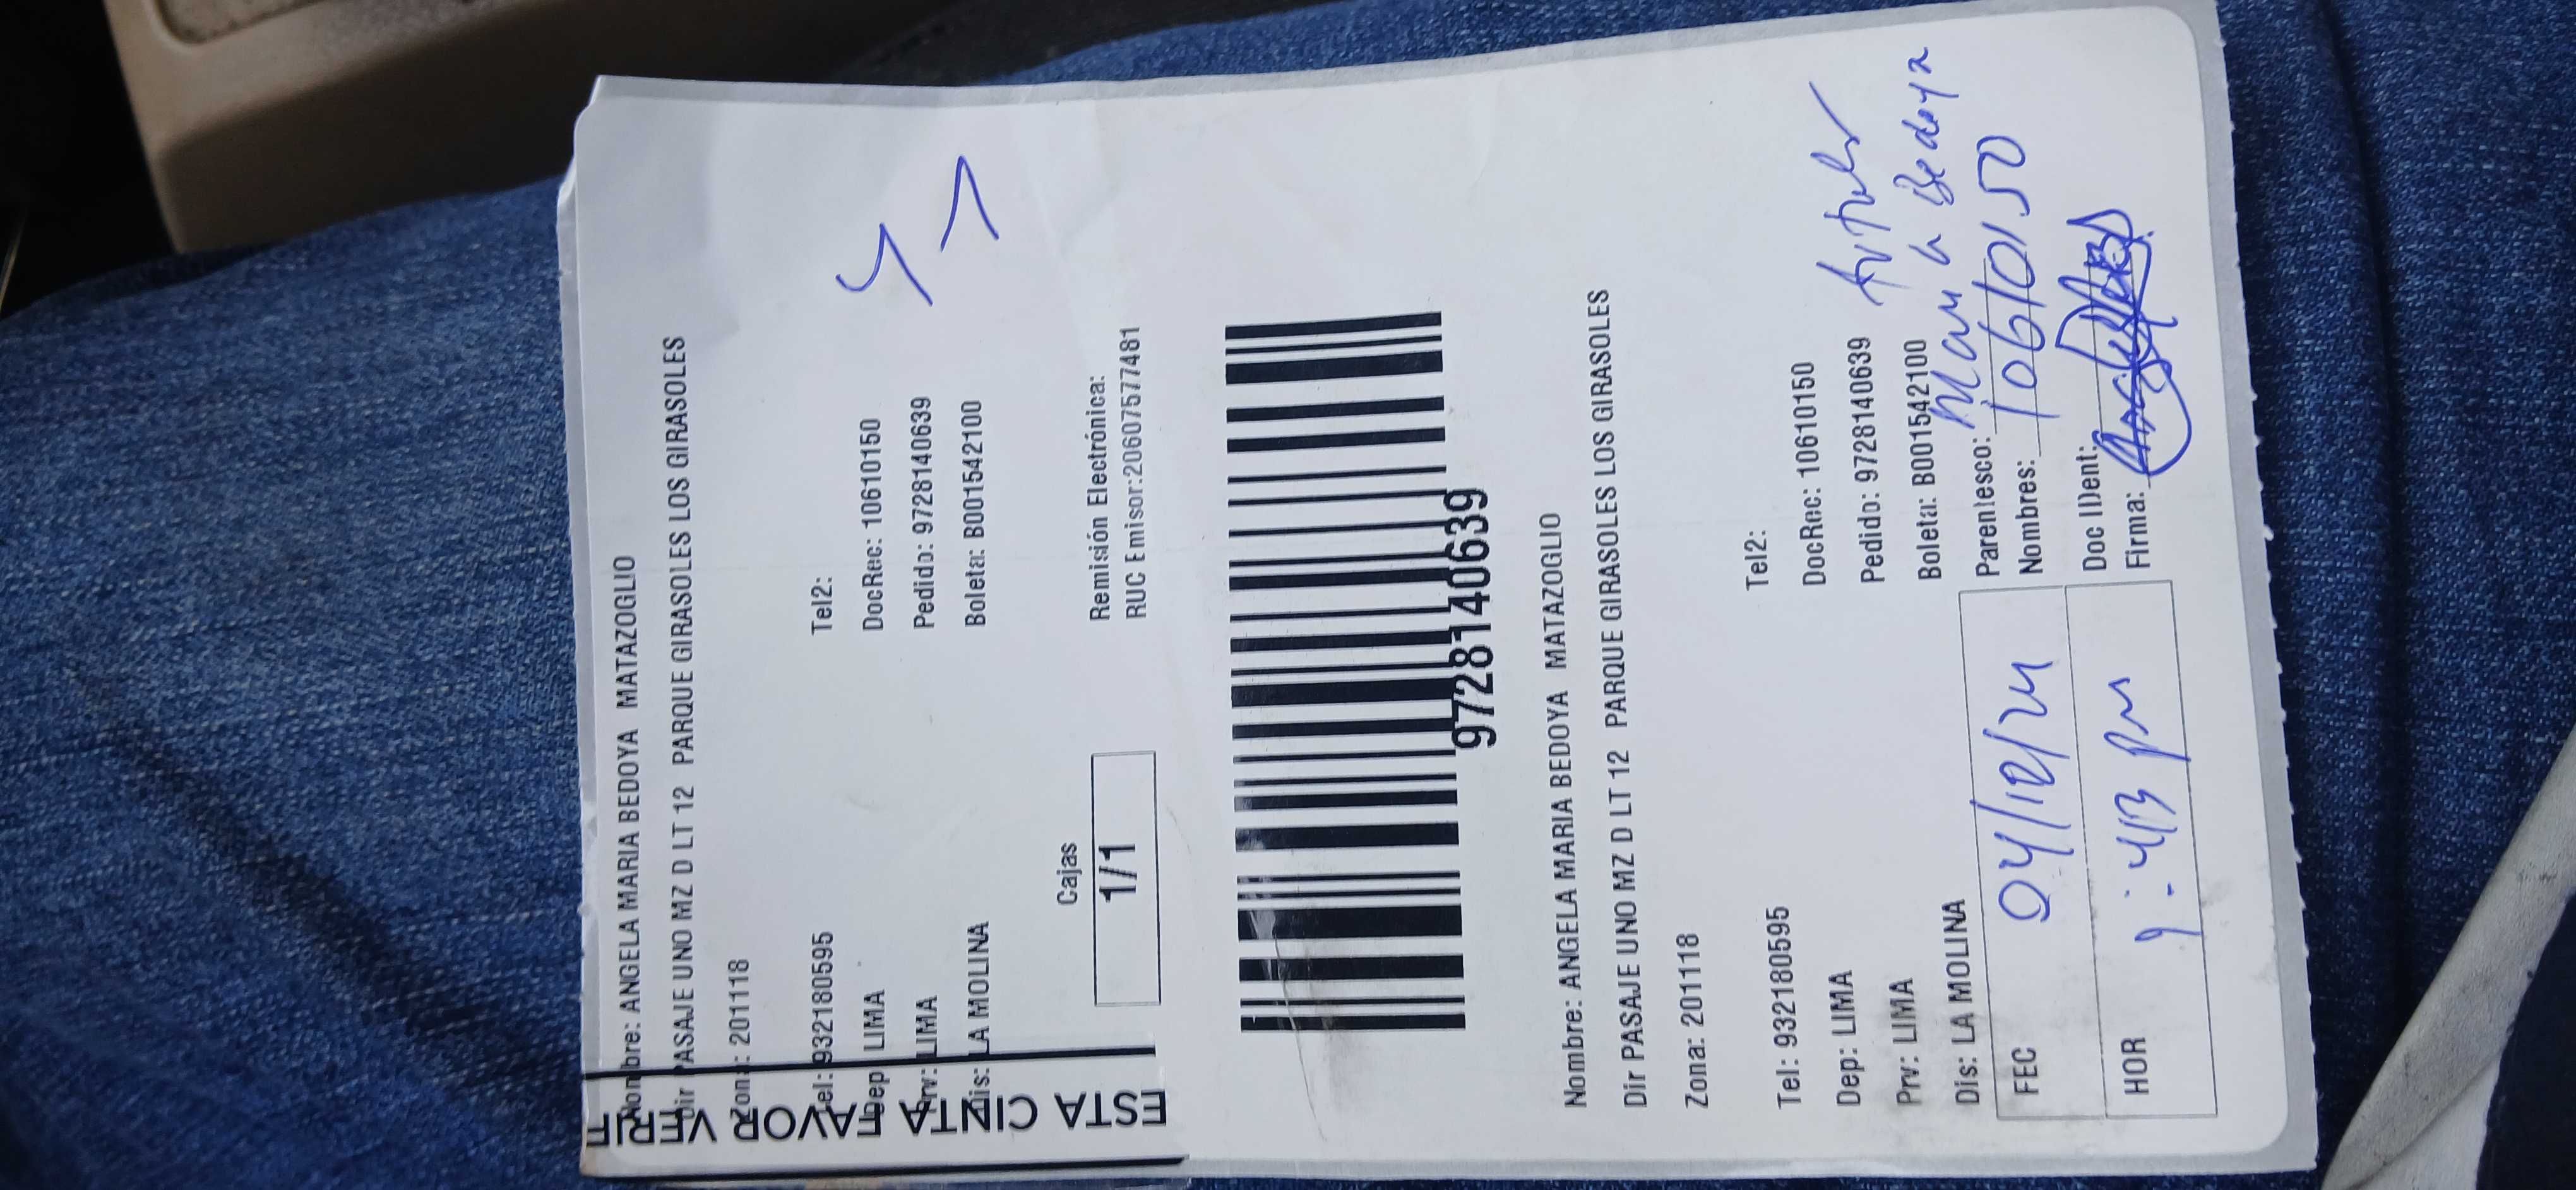 Nombre: ANGELA MARIA BEDOYA MATAZOGLIO
Dir PASAJE UNO MZ D LT 12 PARQUE GIRASOLES LOS GIRASOLES
Zona: 201118
Tel: 932180595 Tel2:
Dep LIMA DocRec: 10610150
Prv: LIMA Pedido: 9728140639
Dis: LA MOLINA Boleta: B001542100
Cajas
1/1
Remisión Electrónica:
RUC Emisor:20607577481
ESTA CINTA
FAVOR VERIF
9728140639
Nombre: ANGELA MARIA BEDOYA MATAZOGLIO
Dir PASAJE UNO MZ D LT 12 PARQUE GIRASOLES LOS GIRASOLES
Zona: 201118
Tel: 932180595 Tel2:
Dep: LIMA DocRec: 10610150
Prv: LIMA Pedido: 9728140639
Dis: LA MOLINA Boleta: B001542100
FEC 04/12/24
Parentesco: Bedoya
Nombres: 10610150
HOR 9:43 pm
Doc IDent:
Firma: